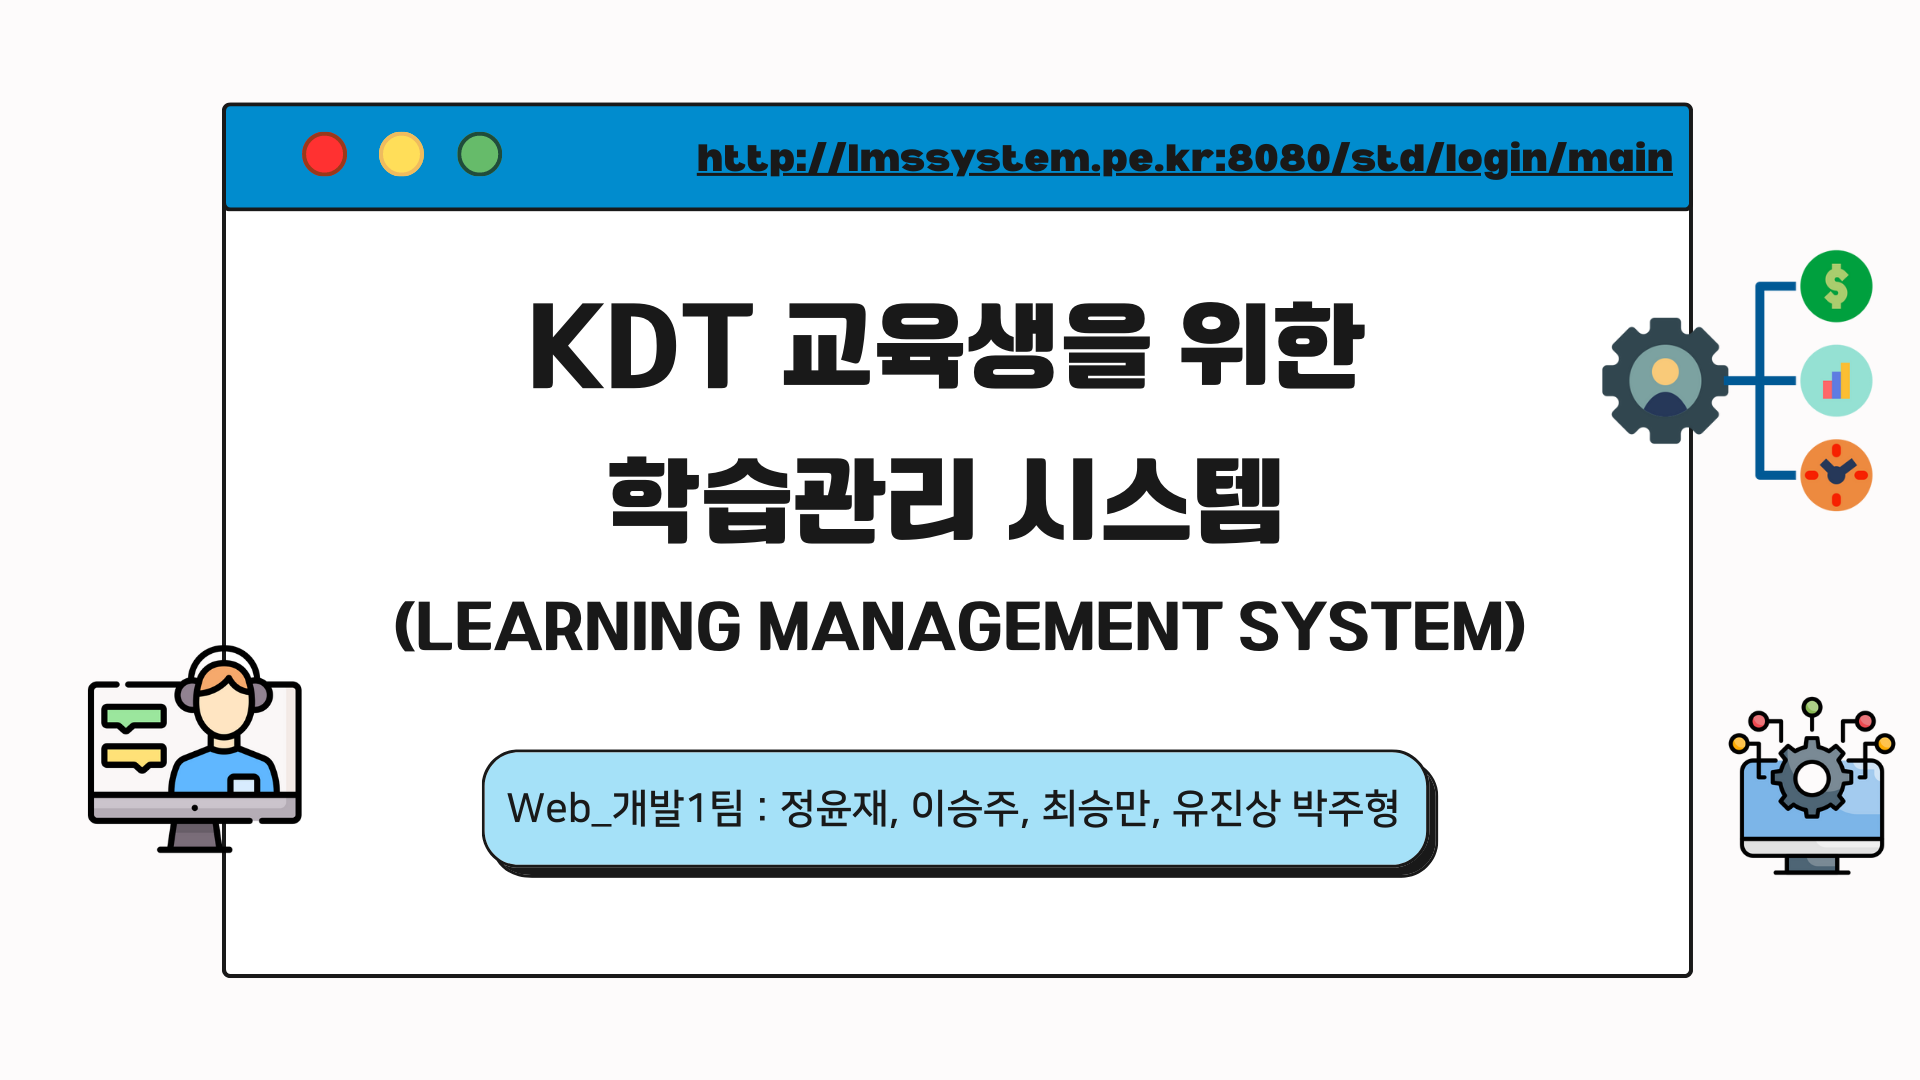 http://lmssystem.pe.kr:8080/std/login/main
KDT 교육생을 위한
학습관리 시스템
(LEARNING MANAGEMENT SYSTEM)
Web_개발1팀 : 정윤재, 이승주, 최승만, 유진상 박주형